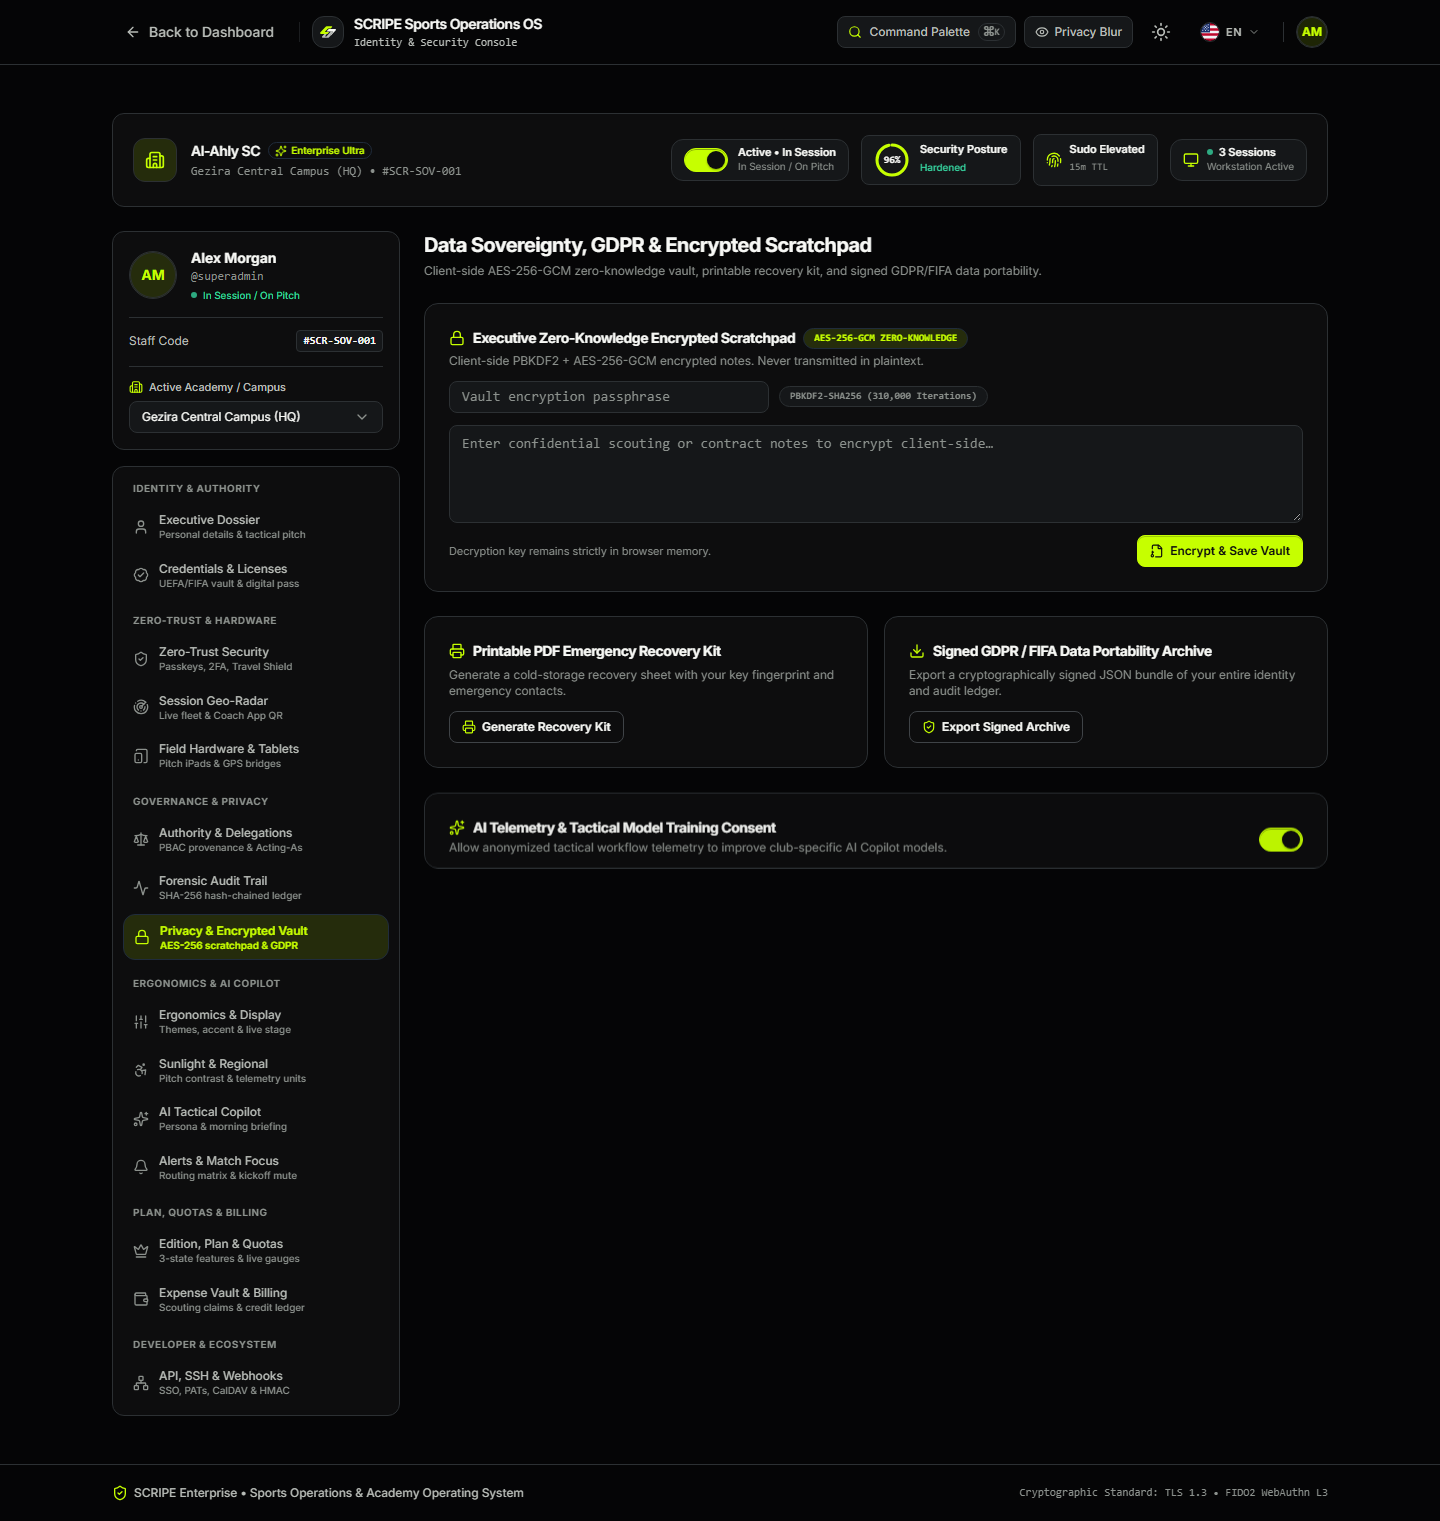 Back to Dashboard
SCRIPE Sports Operations OS
Identity & Security Console
Command Palette ⌘K
Privacy Blur
EN
AM
Al-Ahly SC
Enterprise Ultra
Gezira Central Campus (HQ) • #SCR-SOV-001
Active • In Session
In Session / On Pitch
96%
Security Posture
Hardened
Sudo Elevated
15m TTL
3 Sessions
Workstation Active
AM
Alex Morgan
@superadmin
In Session / On Pitch
Staff Code
#SCR-SOV-001
Active Academy / Campus
Gezira Central Campus (HQ)
IDENTITY & AUTHORITY
Executive Dossier
Personal details & tactical pitch
Credentials & Licenses
UEFA/FIFA vault & digital pass
ZERO-TRUST & HARDWARE
Zero-Trust Security
Passkeys, 2FA, Travel Shield
Session Geo-Radar
Live fleet & Coach App QR
Field Hardware & Tablets
Pitch iPads & GPS bridges
GOVERNANCE & PRIVACY
Authority & Delegations
PBAC provenance & Acting-As
Forensic Audit Trail
SHA-256 hash-chained ledger
Privacy & Encrypted Vault
AES-256 scratchpad & GDPR
ERGONOMICS & AI COPILOT
Ergonomics & Display
Themes, accent & live stage
Sunlight & Regional
Pitch contrast & telemetry units
AI Tactical Copilot
Persona & morning briefing
Alerts & Match Focus
Routing matrix & kickoff mute
PLAN, QUOTAS & BILLING
Edition, Plan & Quotas
3-state features & live gauges
Expense Vault & Billing
Scouting claims & credit ledger
DEVELOPER & ECOSYSTEM
API, SSH & Webhooks
SSO, PATs, CalDAV & HMAC
Data Sovereignty, GDPR & Encrypted Scratchpad
Client-side AES-256-GCM zero-knowledge vault, printable recovery kit, and signed GDPR/FIFA data portability.
Executive Zero-Knowledge Encrypted Scratchpad
AES-256-GCM ZERO-KNOWLEDGE
Client-side PBKDF2 + AES-256-GCM encrypted notes. Never transmitted in plaintext.
Vault encryption passphrase
PBKDF2-SHA256 (310,000 Iterations)
Enter confidential scouting or contract notes to encrypt client-side…
Decryption key remains strictly in browser memory.
Encrypt & Save Vault
Printable PDF Emergency Recovery Kit
Generate a cold-storage recovery sheet with your key fingerprint and
emergency contacts.
Generate Recovery Kit
Signed GDPR / FIFA Data Portability Archive
Export a cryptographically signed JSON bundle of your entire identity
and audit ledger.
Export Signed Archive
AI Telemetry & Tactical Model Training Consent
Allow anonymized tactical workflow telemetry to improve club-specific AI Copilot models.
SCRIPE Enterprise • Sports Operations & Academy Operating System
Cryptographic Standard: TLS 1.3 • FIDO2 WebAuthn L3